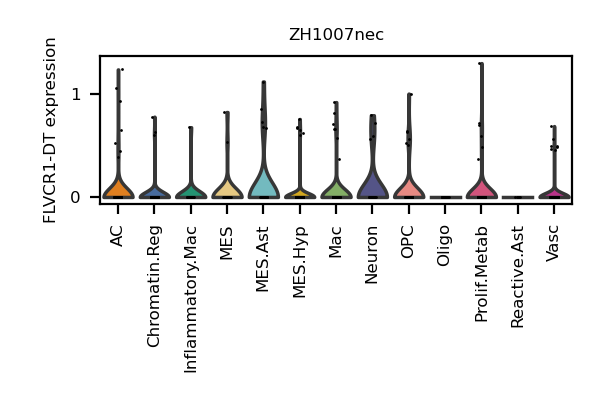 ZH1007nec
FLVCR1-DT expression
1
0
AC
Chromatin.Reg
Inflammatory.Mac
MES
MES.Ast
MES.Hyp
Mac
Neuron
OPC
Oligo
Prolif.Metab
Reactive.Ast
Vasc